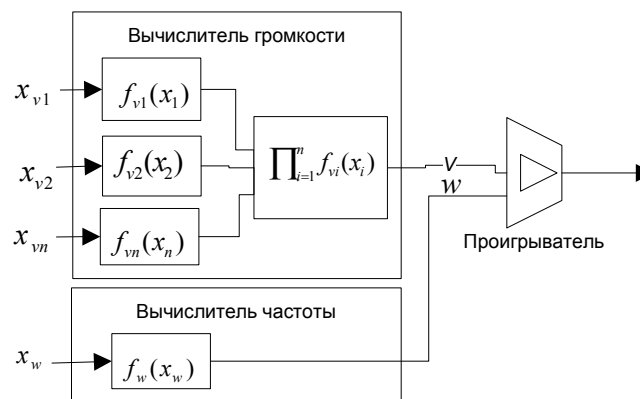 Вычислитель громкости
x_{v1}
f_{v1}(x_1)
x_{v2}
f_{v2}(x_2)
∏_{i=1}^{n} f_{vi}(x_i)
v
w
x_{vn}
f_{vn}(x_n)
Проигрыватель
Вычислитель частоты
x_w
f_w(x_w)